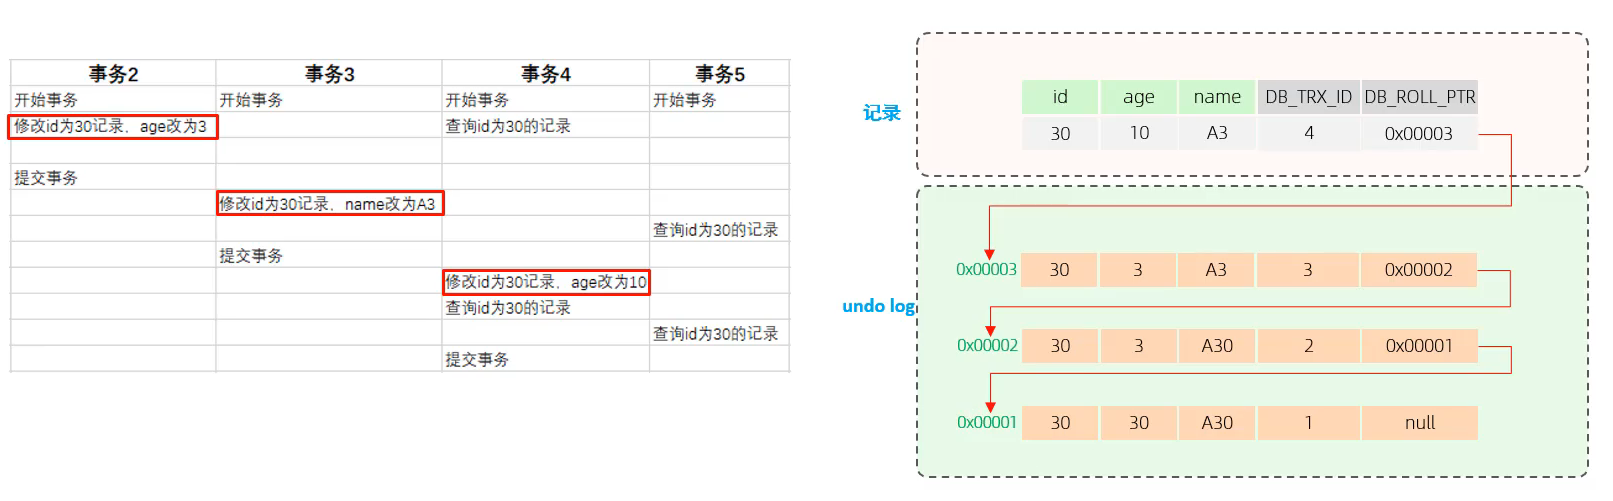 事务2 事务3 事务4 事务5
开始事务 开始事务 开始事务 开始事务
修改id为30记录，age改为3 查询id为30的记录
提交事务
修改id为30记录，name改为A3
查询id为30的记录
提交事务
修改id为30记录，age改为10
查询id为30的记录
查询id为30的记录
提交事务
记录
id age name DB_TRX_ID DB_ROLL_PTR
30 10 A3 4 0x00003
undo log
0x00003 30 3 A3 3 0x00002
0x00002 30 3 A30 2 0x00001
0x00001 30 30 A30 1 null